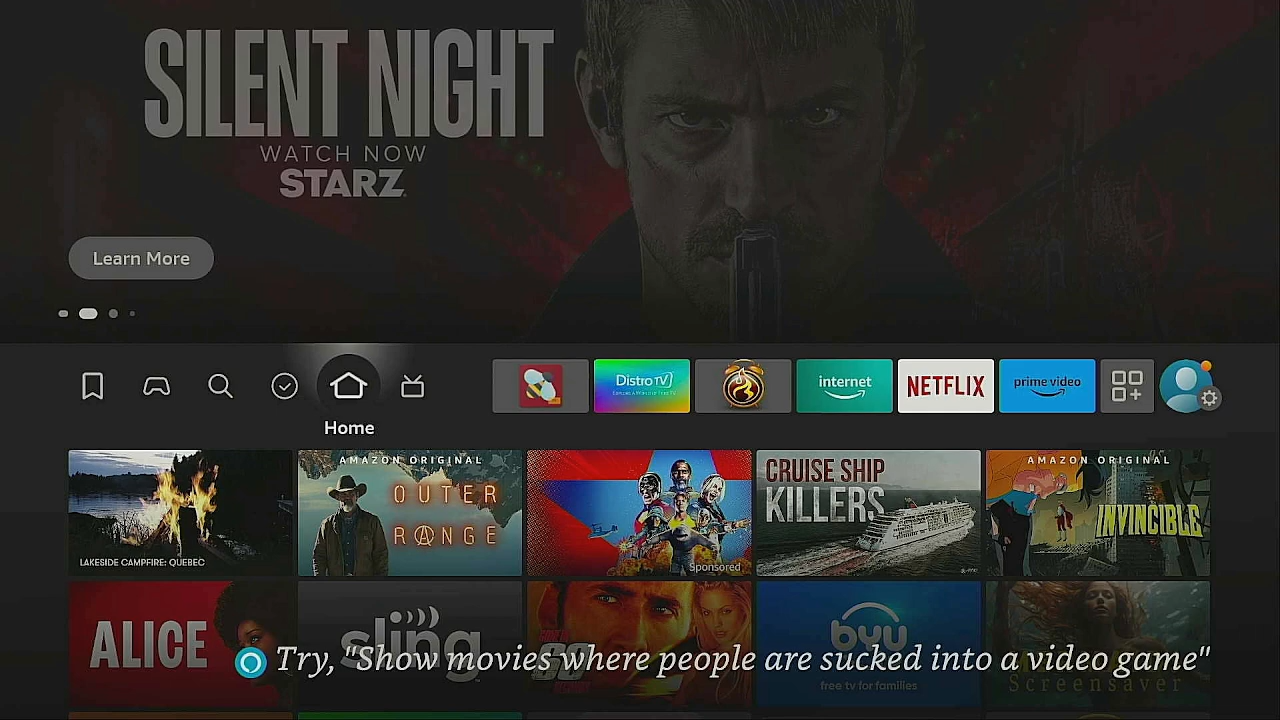 SILENT NIGHT
WATCH NOW
STARZ
Learn More
DistroTV
internet
NETFLIX
prime video
Home
LAKESIDE CAMPFIRE: QUEBEC
AMAZON ORIGINAL
OUTER
RANGE
Sponsored
CRUISE SHIP
KILLERS
AMAZON ORIGINAL
INVINCIBLE
ALICE
sling
60
byu
free tv for families
Screensaver
Try, "Show movies where people are sucked into a video game"